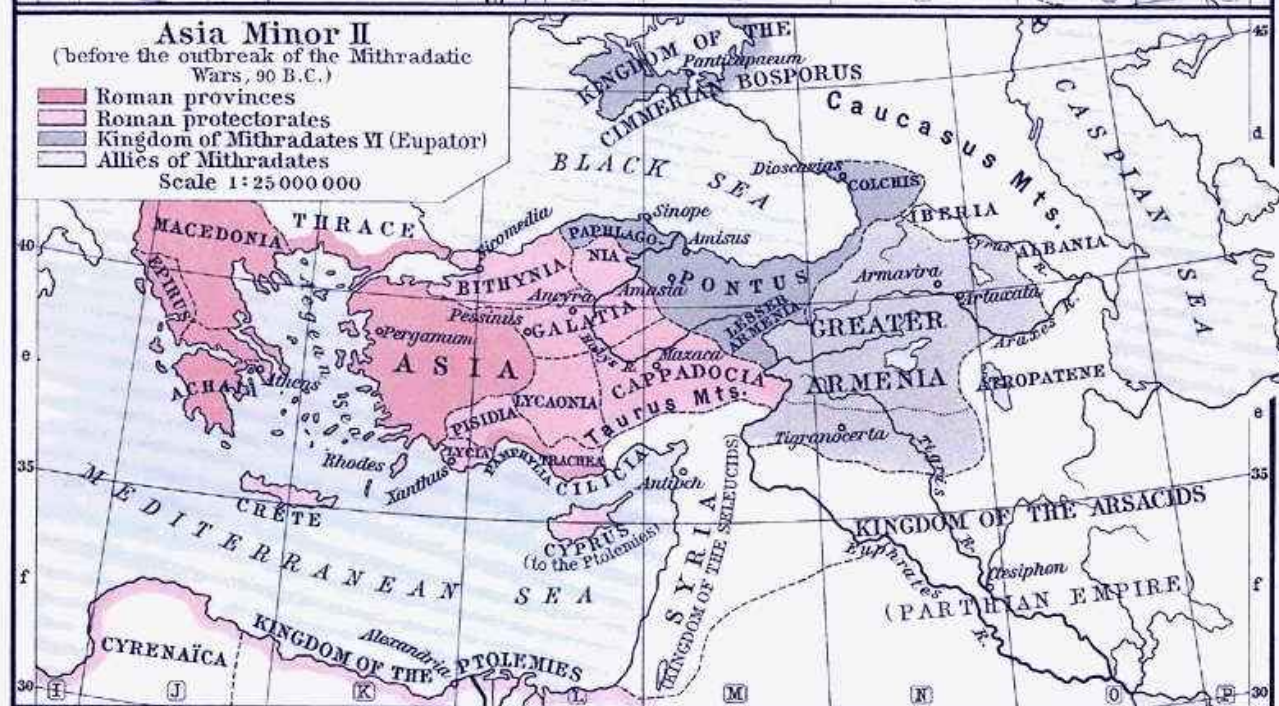 Asia Minor II
(before the outbreak of the Mithradatic
Wars, 90 B.C.)
Roman provinces
Roman protectorates
Kingdom of Mithradates VI (Eupator)
Allies of Mithradates
Scale 1:25 000 000
KINGDOM OF THE
CIMMERIAN BOSPORUS
Panticapaeum
Caucasus Mts.
CASPIAN SEA
BLACK SEA
Dioscurias
COLCHIS
IBERIA
ALBANIA
Cyrus R.
45
d
MACEDONIA
THRACE
Nicomedia
Sinope
PAPHLAGO-
NIA
Amisus
40
EPIRUS
Aegean Sea
BITHYNIA
Ancyra
Amasia
PONTUS
Armavira
Artaxata
Araxes R.
Pergamum
Pessinus
GALATIA
Halys R.
LESSER
ARMENIA
GREATER
ARMENIA
e
ASIA
Mazaca
CAPPADOCIA
Taurus Mts.
ATROPATENE
e
ACHAIA
Athens
LYCAONIA
PISIDIA
LYCIA
PAMPHYLIA
TRACHEA
CILICIA
Tigranocerta
Tigres R.
35
Rhodes
Xanthus
Antioch
35
CRETE
CYPRUS
(to the Ptolemies)
SYRIA
(KINGDOM OF THE SELEUCIDS)
KINGDOM OF THE ARSACIDS
(PARTHIAN EMPIRE)
Euphrates R.
Ctesiphon
MEDITERRANEAN SEA
f
f
CYRENAÏCA
KINGDOM OF THE PTOLEMIES
Alexandria
30
I
J
K
L
M
N
O
P
30